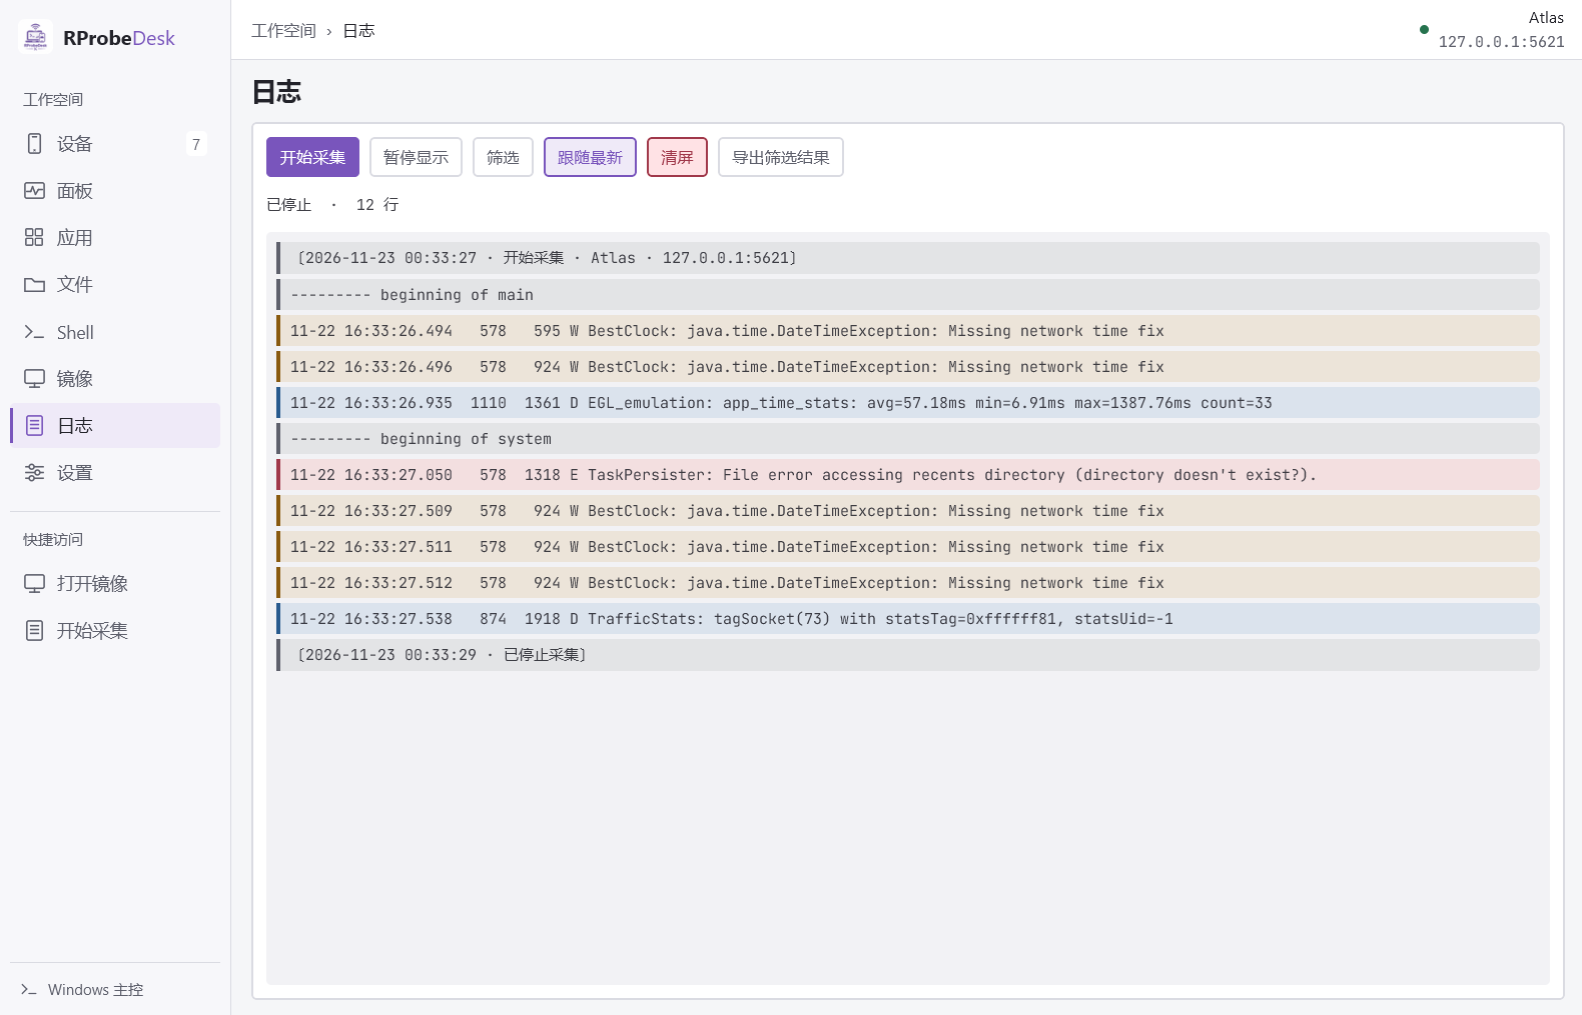 RProbeDesk
工作空间
设备 7
面板
应用
文件
Shell
镜像
日志
设置
快捷访问
打开镜像
开始采集
Windows 主控
工作空间 › 日志
Atlas
127.0.0.1:5621
日志
开始采集 暂停显示 筛选 跟随最新 清屏 导出筛选结果
已停止 · 12 行
〔2026-11-23 00:33:27 · 开始采集 · Atlas · 127.0.0.1:5621〕
--------- beginning of main
11-22 16:33:26.494   578   595 W BestClock: java.time.DateTimeException: Missing network time fix
11-22 16:33:26.496   578   924 W BestClock: java.time.DateTimeException: Missing network time fix
11-22 16:33:26.935  1110  1361 D EGL_emulation: app_time_stats: avg=57.18ms min=6.91ms max=1387.76ms count=33
--------- beginning of system
11-22 16:33:27.050   578  1318 E TaskPersister: File error accessing recents directory (directory doesn't exist?).
11-22 16:33:27.509   578   924 W BestClock: java.time.DateTimeException: Missing network time fix
11-22 16:33:27.511   578   924 W BestClock: java.time.DateTimeException: Missing network time fix
11-22 16:33:27.512   578   924 W BestClock: java.time.DateTimeException: Missing network time fix
11-22 16:33:27.538   874  1918 D TrafficStats: tagSocket(73) with statsTag=0xffffff81, statsUid=-1
〔2026-11-23 00:33:29 · 已停止采集〕